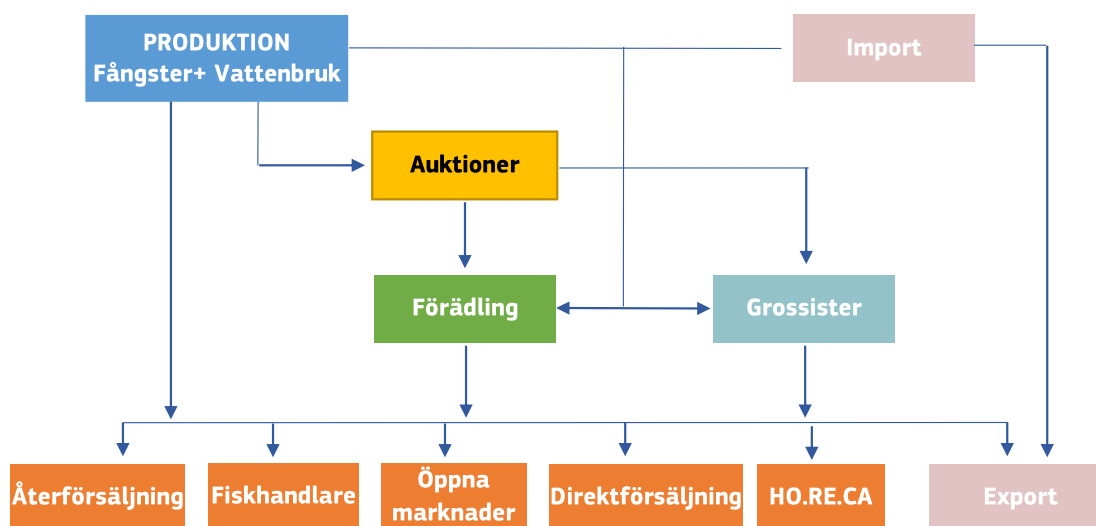 PRODUKTION
Fångster+ Vattenbruk
Import
Auktioner
Förädling
Grossister
Återförsäljning
Fiskhandlare
Öppna
marknader
Direktförsäljning
HO.RE.CA
Export